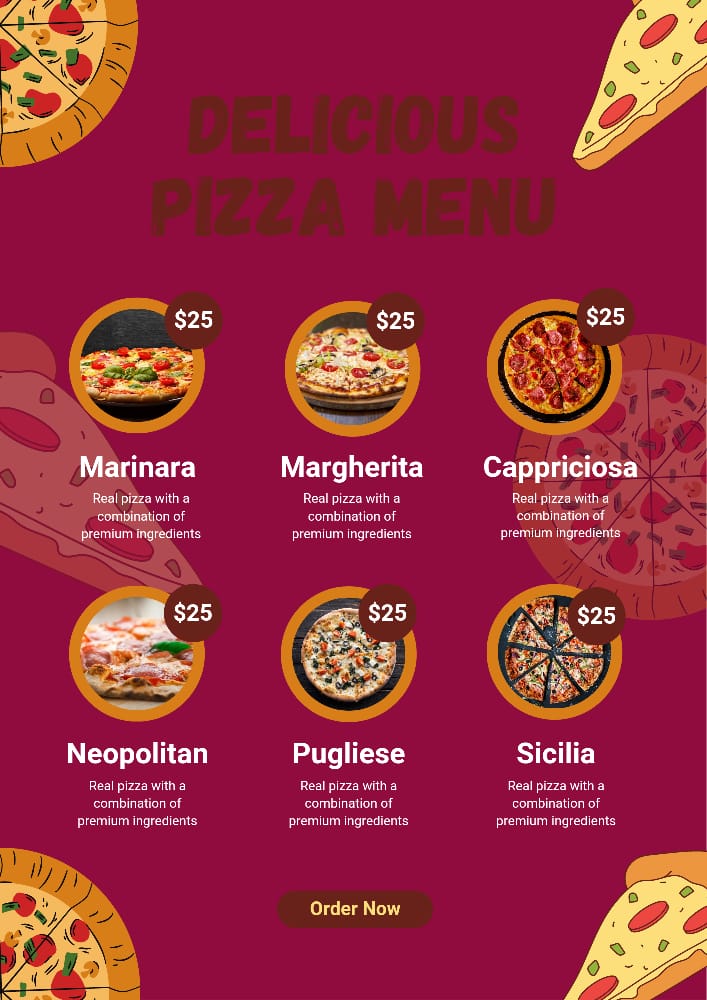 DELICIOUS
PIZZA MENU
$25
$25
$25
Marinara
Margherita
Cappriciosa
Real pizza with a
combination of
premium ingredients
Real pizza with a
combination of
premium ingredients
Real pizza with a
combination of
premium ingredients
$25
$25
$25
Neopolitan
Pugliese
Sicilia
Real pizza with a
combination of
premium ingredients
Real pizza with a
combination of
premium ingredients
Real pizza with a
combination of
premium ingredients
Order Now